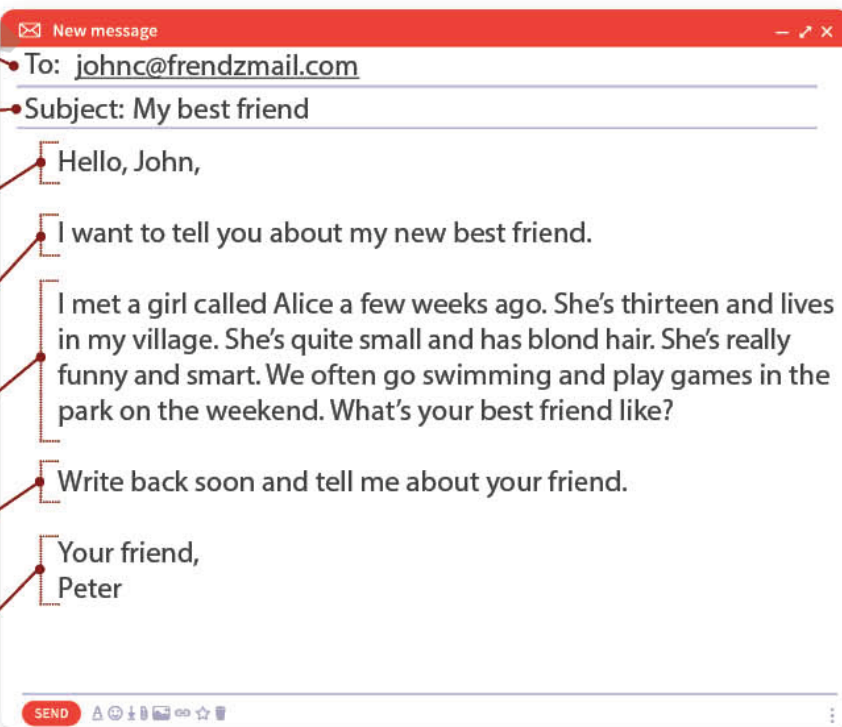 New message
To: johnc@frendzmail.com
Subject: My best friend
Hello, John,
I want to tell you about my new best friend.
I met a girl called Alice a few weeks ago. She's thirteen and lives
in my village. She's quite small and has blond hair. She's really
funny and smart. We often go swimming and play games in the
park on the weekend. What's your best friend like?
Write back soon and tell me about your friend.
Your friend,
Peter
SEND